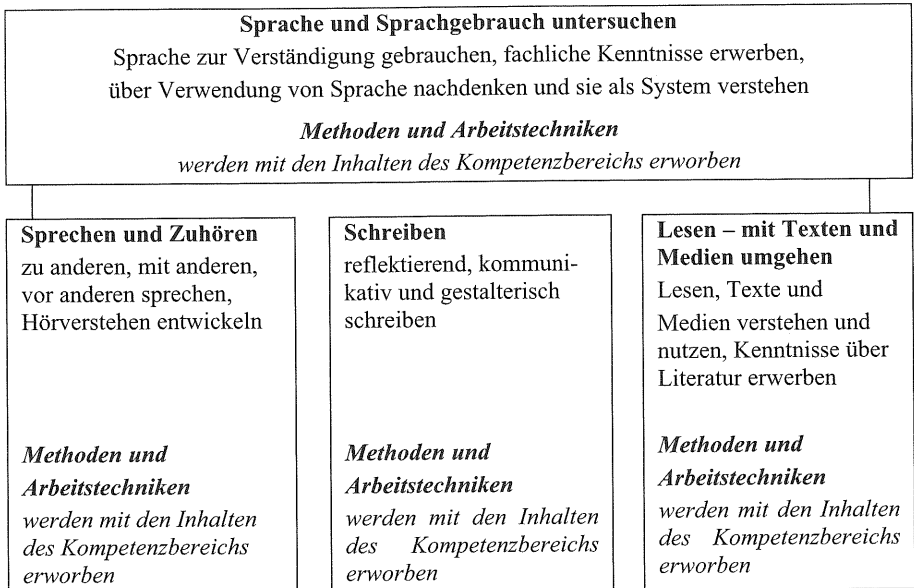 Sprache und Sprachgebrauch untersuchen
Sprache zur Verständigung gebrauchen, fachliche Kenntnisse erwerben,
über Verwendung von Sprache nachdenken und sie als System verstehen
Methoden und Arbeitstechniken
werden mit den Inhalten des Kompetenzbereichs erworben
Sprechen und Zuhören
zu anderen, mit anderen,
vor anderen sprechen,
Hörverstehen entwickeln
Methoden und
Arbeitstechniken
werden mit den Inhalten
des Kompetenzbereichs
erworben
Schreiben
reflektierend, kommuni-
kativ und gestalterisch
schreiben
Methoden und
Arbeitstechniken
werden mit den Inhalten
des Kompetenzbereichs
erworben
Lesen – mit Texten und
Medien umgehen
Lesen, Texte und
Medien verstehen und
nutzen, Kenntnisse über
Literatur erwerben
Methoden und
Arbeitstechniken
werden mit den Inhalten
des Kompetenzbereichs
erworben